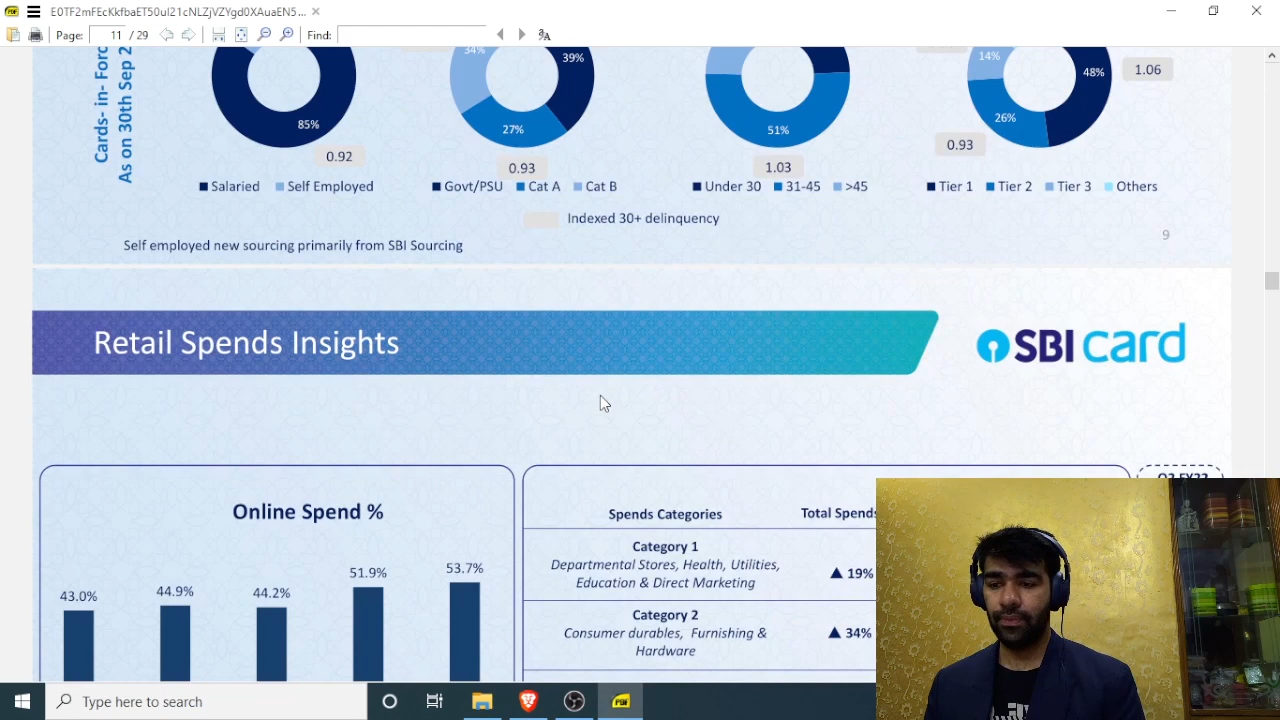 E0TF2mFEcKkfbaET50ul21cNLZjVZYgd0XAuaEN5...
Page: 11 / 29 Find:
Cards- in- Forc
As on 30th Sep 2
34% 39% 14% 48% 1.06
85% 27% 51% 26%
0.92 0.93 1.03 0.93
Salaried Self Employed Govt/PSU Cat A Cat B Under 30 31-45 >45 Tier 1 Tier 2 Tier 3 Others
Indexed 30+ delinquency
9
Self employed new sourcing primarily from SBI Sourcing
Retail Spends Insights
SBI card
Online Spend %
43.0% 44.9% 44.2% 51.9% 53.7%
Spends Categories Total Spends
Category 1
Departmental Stores, Health, Utilities,
Education & Direct Marketing
▲ 19%
Category 2
Consumer durables, Furnishing &
Hardware
▲ 34%
Type here to search
PDF